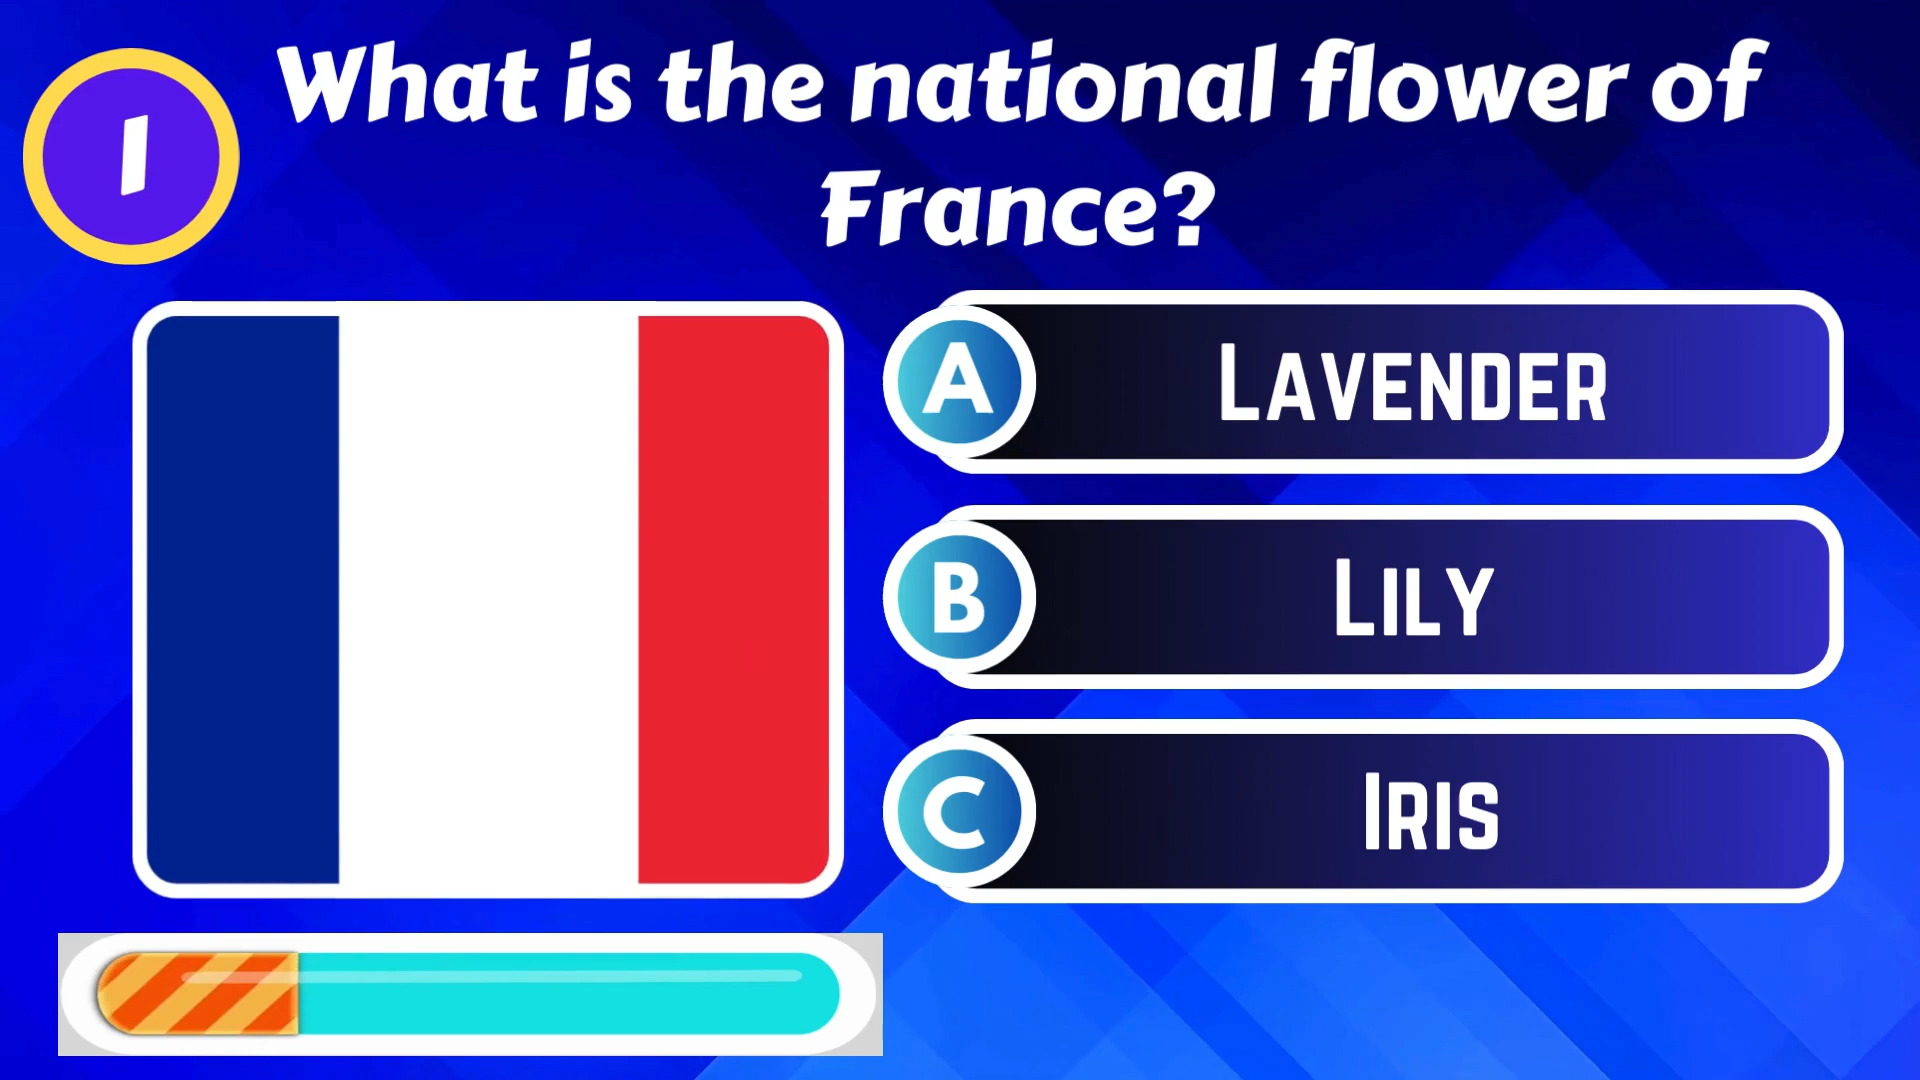 1
What is the national flower of
France?
A
Lavender
B
Lily
C
Iris